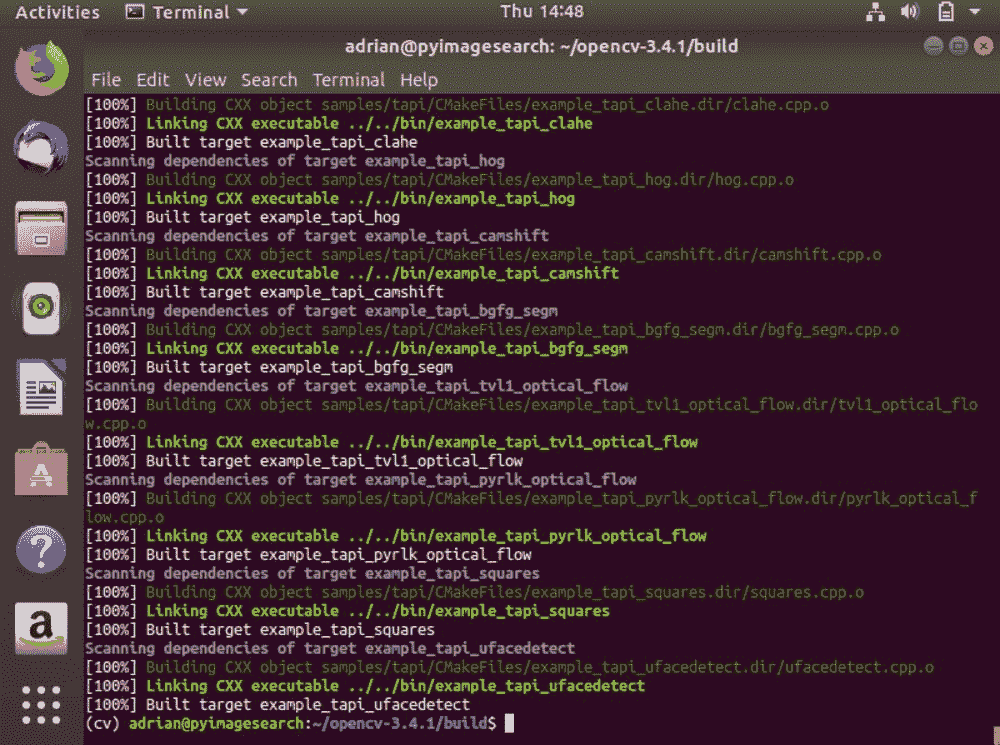 Activities Terminal Thu 14:48
adrian@pyimagesearch: ~/opencv-3.4.1/build
File Edit View Search Terminal Help
[100%] Building CXX object samples/tapi/CMakeFiles/example_tapi_clahe.dir/clahe.cpp.o
[100%] Linking CXX executable ../../bin/example_tapi_clahe
[100%] Built target example_tapi_clahe
Scanning dependencies of target example_tapi_hog
[100%] Building CXX object samples/tapi/CMakeFiles/example_tapi_hog.dir/hog.cpp.o
[100%] Linking CXX executable ../../bin/example_tapi_hog
[100%] Built target example_tapi_hog
Scanning dependencies of target example_tapi_camshift
[100%] Building CXX object samples/tapi/CMakeFiles/example_tapi_camshift.dir/camshift.cpp.o
[100%] Linking CXX executable ../../bin/example_tapi_camshift
[100%] Built target example_tapi_camshift
Scanning dependencies of target example_tapi_bgfg_segm
[100%] Building CXX object samples/tapi/CMakeFiles/example_tapi_bgfg_segm.dir/bgfg_segm.cpp.o
[100%] Linking CXX executable ../../bin/example_tapi_bgfg_segm
[100%] Built target example_tapi_bgfg_segm
Scanning dependencies of target example_tapi_tvl1_optical_flow
[100%] Building CXX object samples/tapi/CMakeFiles/example_tapi_tvl1_optical_flow.dir/tvl1_optical_flo
w.cpp.o
[100%] Linking CXX executable ../../bin/example_tapi_tvl1_optical_flow
[100%] Built target example_tapi_tvl1_optical_flow
Scanning dependencies of target example_tapi_pyrlk_optical_flow
[100%] Building CXX object samples/tapi/CMakeFiles/example_tapi_pyrlk_optical_flow.dir/pyrlk_optical_f
low.cpp.o
[100%] Linking CXX executable ../../bin/example_tapi_pyrlk_optical_flow
[100%] Built target example_tapi_pyrlk_optical_flow
Scanning dependencies of target example_tapi_squares
[100%] Building CXX object samples/tapi/CMakeFiles/example_tapi_squares.dir/squares.cpp.o
[100%] Linking CXX executable ../../bin/example_tapi_squares
[100%] Built target example_tapi_squares
Scanning dependencies of target example_tapi_ufacedetect
[100%] Building CXX object samples/tapi/CMakeFiles/example_tapi_ufacedetect.dir/ufacedetect.cpp.o
[100%] Linking CXX executable ../../bin/example_tapi_ufacedetect
[100%] Built target example_tapi_ufacedetect
(cv) adrian@pyimagesearch:~/opencv-3.4.1/build$